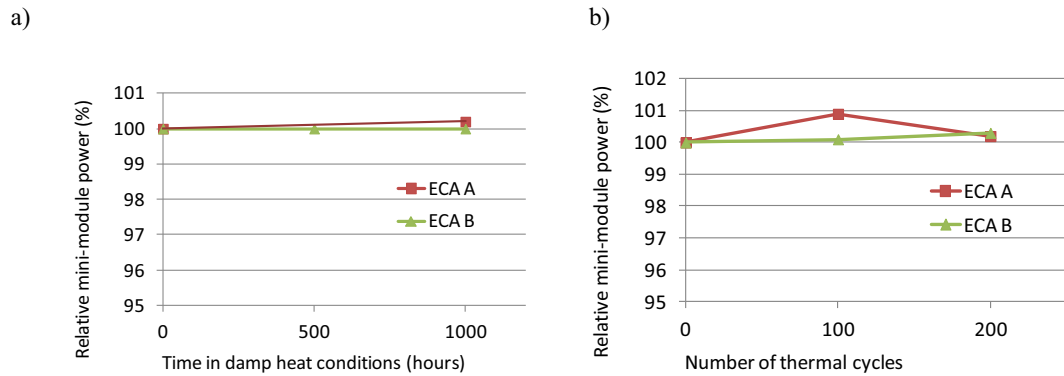 a)
Relative mini-module power (%)
101
100
99
98
97
96
95
0
500
1000
Time in damp heat conditions (hours)
ECA A
ECA B
b)
Relative mini-module power (%)
102
101
100
99
98
97
96
95
0
100
200
Number of thermal cycles
ECA A
ECA B